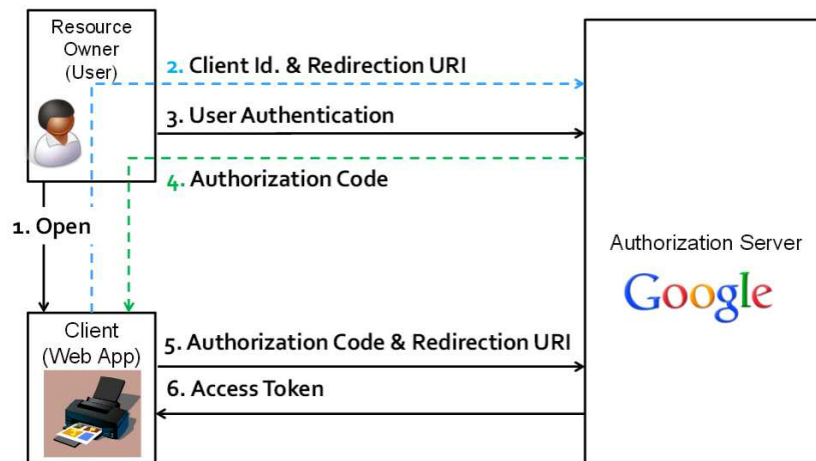 Resource
Owner
(User)
2. Client Id. & Redirection URI
3. User Authentication
4. Authorization Code
1. Open
Authorization Server
Google
Client
(Web App)
5. Authorization Code & Redirection URI
6. Access Token